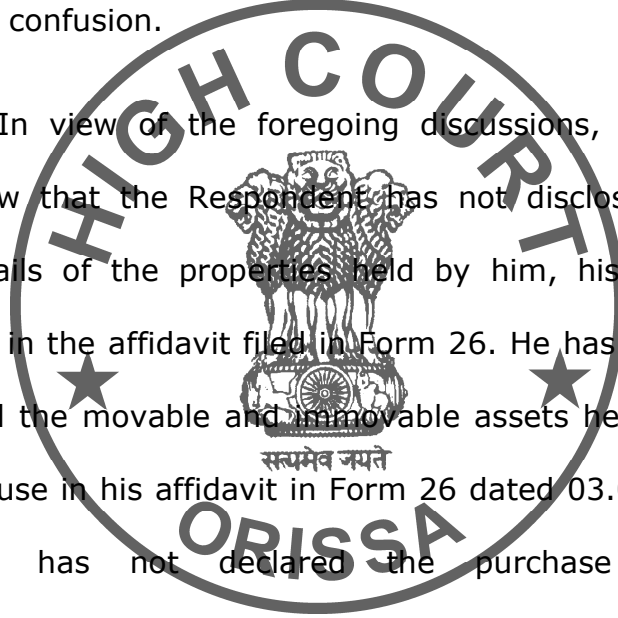 confusion.
HIGH COURT
In view of the foregoing discussions,
w that the Respondent has not disclos
ails of the properties held by him, his
in the affidavit filed in Form 26. He has
d the movable and immovable assets he
सत्यमेव जयते
use in his affidavit in Form 26 dated 03.
ORISSA
has not declared the purchase